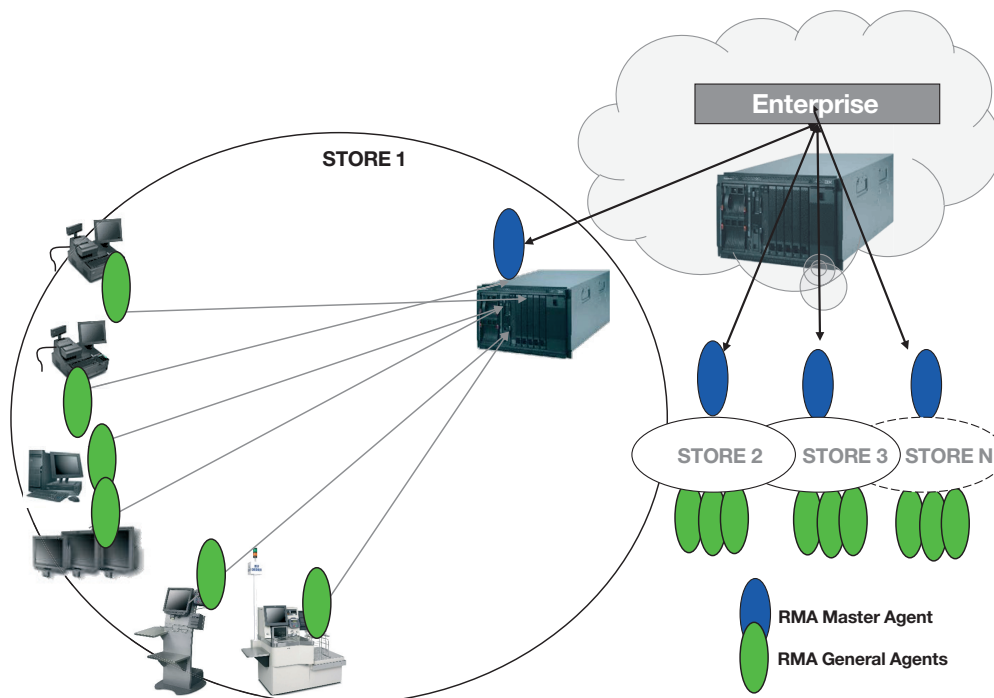 Enterprise
STORE 1
STORE 2
STORE 3
STORE N
RMA Master Agent
RMA General Agents